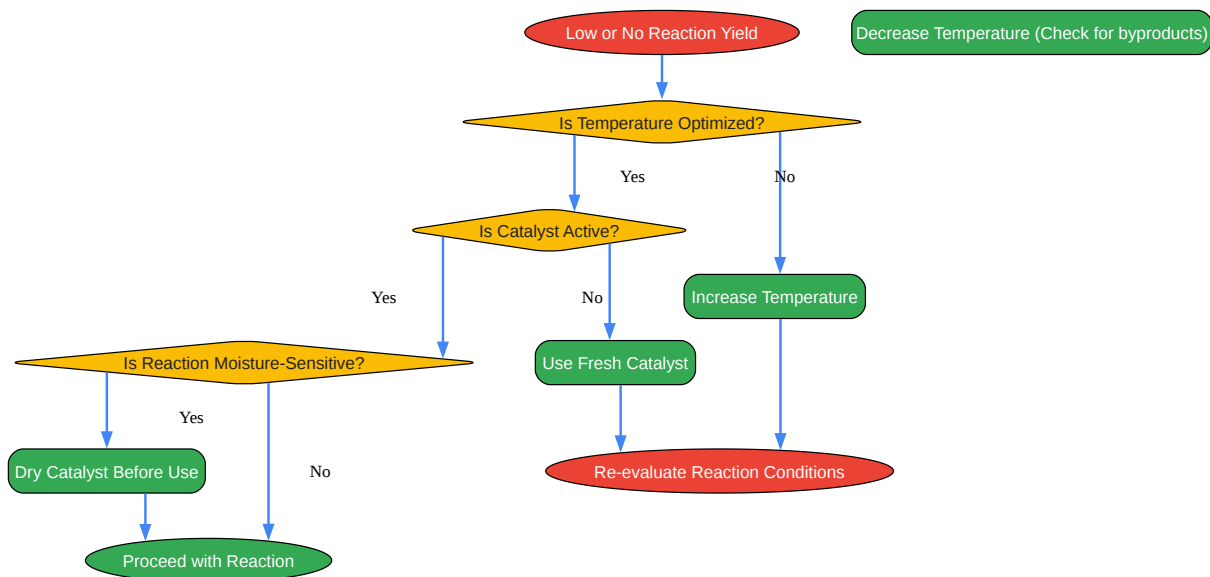 Low or No Reaction Yield
Decrease Temperature (Check for byproducts)
Is Temperature Optimized?
Yes
No
Is Catalyst Active?
Yes
No
Increase Temperature
Is Reaction Moisture-Sensitive?
Use Fresh Catalyst
Yes
No
Dry Catalyst Before Use
Re-evaluate Reaction Conditions
Proceed with Reaction